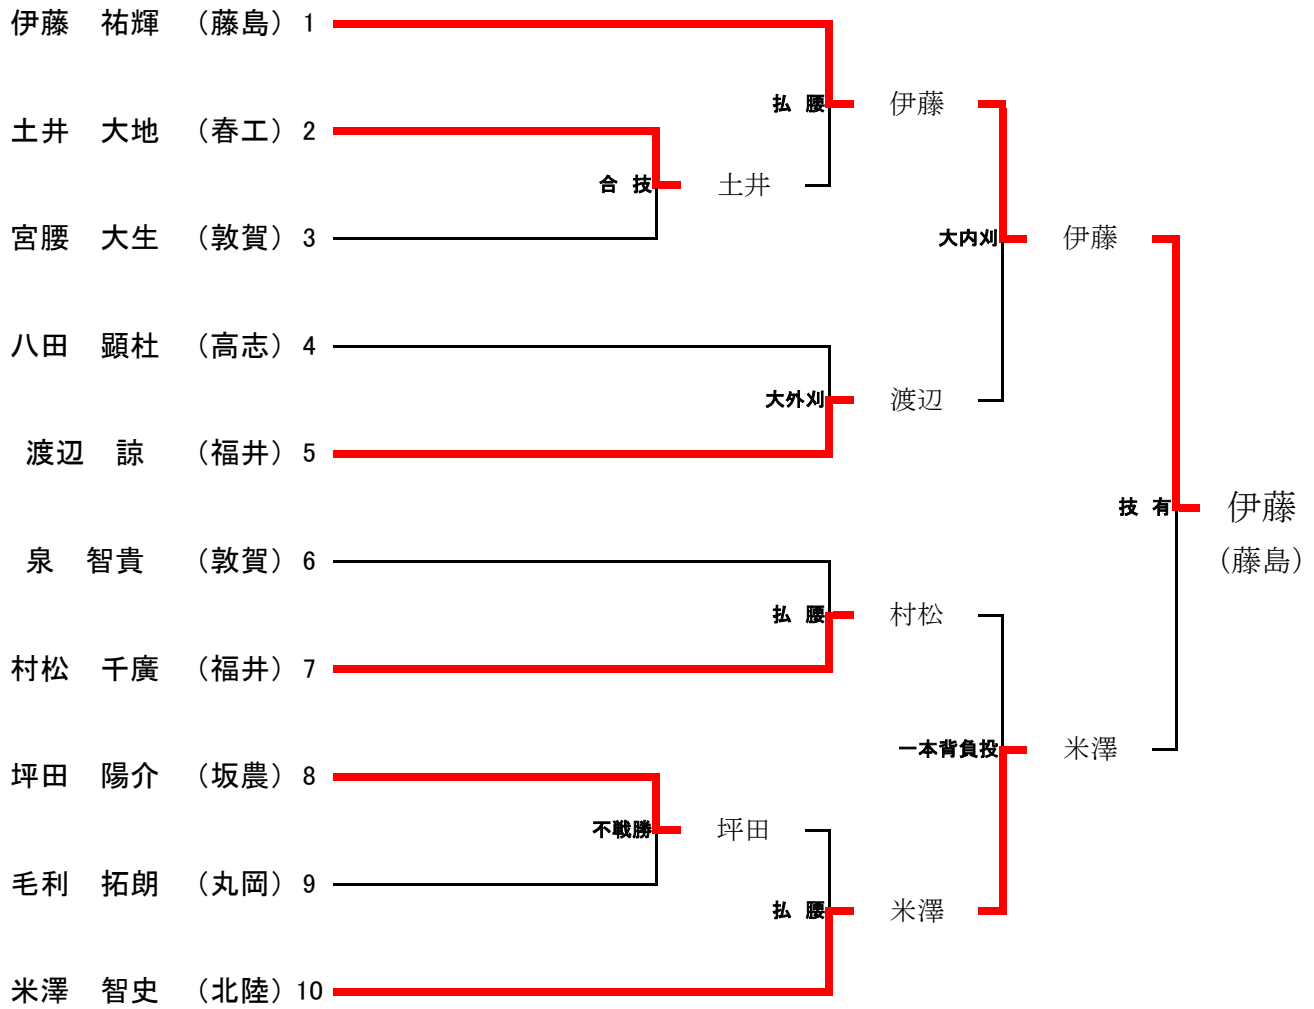 伊藤　祐輝　（藤島）　1
払　腰　伊藤
土井　大地　（春工）　2
合　技　土井
宮腰　大生　（敦賀）　3
大内刈　伊藤
八田　顕杜　（高志）　4
大外刈　渡辺
渡辺　諒　（福井）　5
技　有　伊藤
（藤島）
泉　智貴　（敦賀）　6
払　腰　村松
村松　千廣　（福井）　7
一本背負投　米澤
坪田　陽介　（坂農）　8
不戦勝　坪田
毛利　拓朗　（丸岡）　9
払　腰　米澤
米澤　智史　（北陸）　10